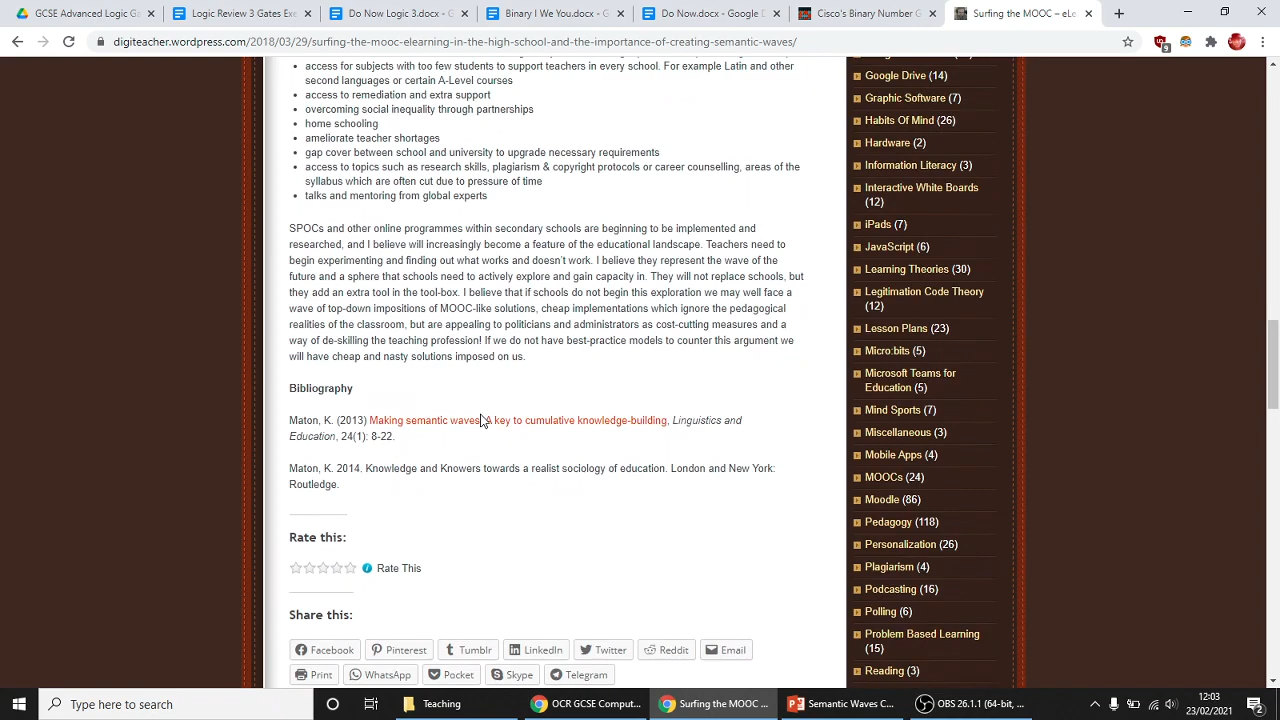 GCSE Advanced Logic G
Logic Review 3 Gates Exe
Do Now Logic 3.docx - G
Binary I We You.docx - G
Do Now.docx - Google D
Cisco's Binary Number G
Surfing the MOOC – eLe
digiteacher.wordpress.com/2018/03/29/surfing-the-mooc-elearning-in-the-high-school-and-the-importance-of-creating-semantic-waves/
9
access for subjects with too few students to support teachers in every school. For example Latin and other
second languages or certain A-Level courses
access to remediation and extra support
overcoming social inequality through partnerships
home schooling
ameliorate teacher shortages
gap cover between school and university to upgrade necessary requirements
access to topics such as research skills, plagiarism & copyright protocols or career counselling, areas of the
syllabus which are often cut due to pressure of time
talks and mentoring from global experts
SPOCs and other online programmes within secondary schools are beginning to be implemented and
researched, and I believe will increasingly become a feature of the educational landscape. Teachers need to
begin experimenting and finding out what works and doesn't work. I believe they represent the wave of the
future and a sphere that schools need to actively explore and gain capacity in. They will not replace schools, but
they add an extra tool in the tool-box. I believe that if schools do not begin this exploration we may well face a
wave of top-down impositions of MOOC-like solutions, cheap implementations which ignore the pedagogical
realities of the classroom, but are appealing to politicians and administrators as cost-cutting measures and a
way of de-skilling the teaching profession! If we do not have best-practice models to counter this argument we
will have cheap and nasty solutions imposed on us.
Bibliography
Maton, K. (2013) Making semantic waves: A key to cumulative knowledge-building, Linguistics and
Education, 24(1): 8-22.
Maton, K. 2014. Knowledge and Knowers towards a realist sociology of education. London and New York:
Routledge.
Rate this:
Rate This
Share this:
Facebook
Pinterest
Tumblr
LinkedIn
Twitter
Reddit
Email
Print
WhatsApp
Pocket
Skype
Telegram
Google Drive (14)
Graphic Software (7)
Habits Of Mind (26)
Hardware (2)
Information Literacy (3)
Interactive White Boards
(12)
iPads (7)
JavaScript (6)
Learning Theories (30)
Legitimation Code Theory
(12)
Lesson Plans (23)
Micro:bits (5)
Microsoft Teams for
Education (5)
Mind Sports (7)
Miscellaneous (3)
Mobile Apps (4)
MOOCs (24)
Moodle (86)
Pedagogy (118)
Personalization (26)
Plagiarism (4)
Podcasting (16)
Polling (6)
Problem Based Learning
(15)
Reading (3)
Type here to search
Teaching
OCR GCSE Comput...
Surfing the MOOC ...
Semantic Waves C...
OBS 26.1.1 (64-bit, ...
12:03
23/02/2021